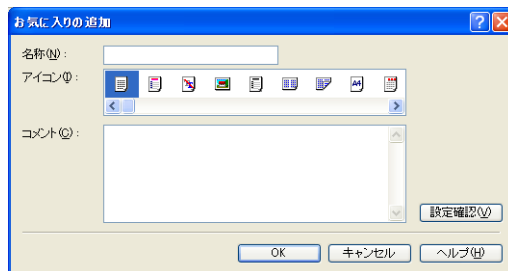 お気に入りの追加
名称(N):
アイコン(I):
A4
コメント(C):
設定確認(V)
OK キャンセル ヘルプ(H)